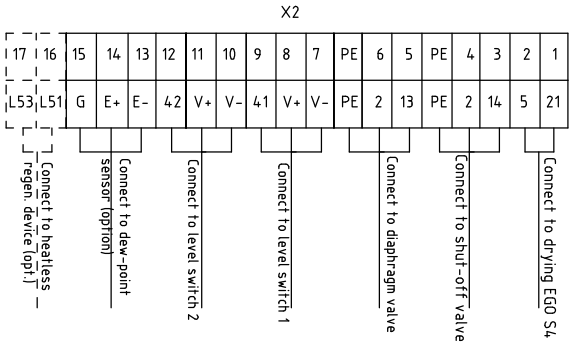 X2
17 16 15 14 13 12 11 10 9 8 7 PE 6 5 PE 4 3 2 1
L53 L51 G E+ E- 42 V+ V- 41 V+ V- PE 2 13 PE 2 14 5 21
Connect to heatless
regen. device (opt.)
Connect to dew-point
sensor (option)
Connect to level switch 2
Connect to level switch 1
Connect to diaphragm valve
Connect to shut-off valve
Connect to drying EGO S4